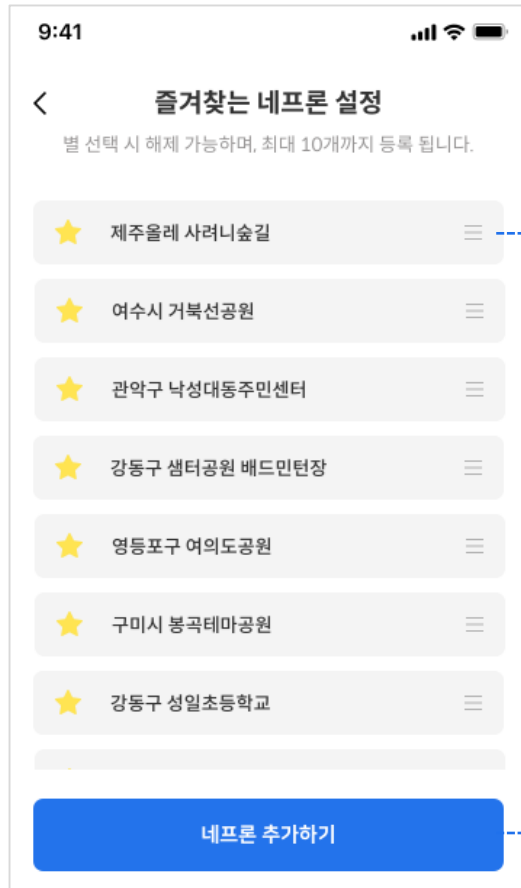 9:41
즐겨찾는 네프론 설정
별 선택 시 해제 가능하며, 최대 10개까지 등록 됩니다.
제주올레 사려니숲길
여수시 거북선공원
관악구 낙성대동주민센터
강동구 샘터공원 배드민턴장
영등포구 여의도공원
구미시 봉곡테마공원
강동구 성일초등학교
네프론 추가하기